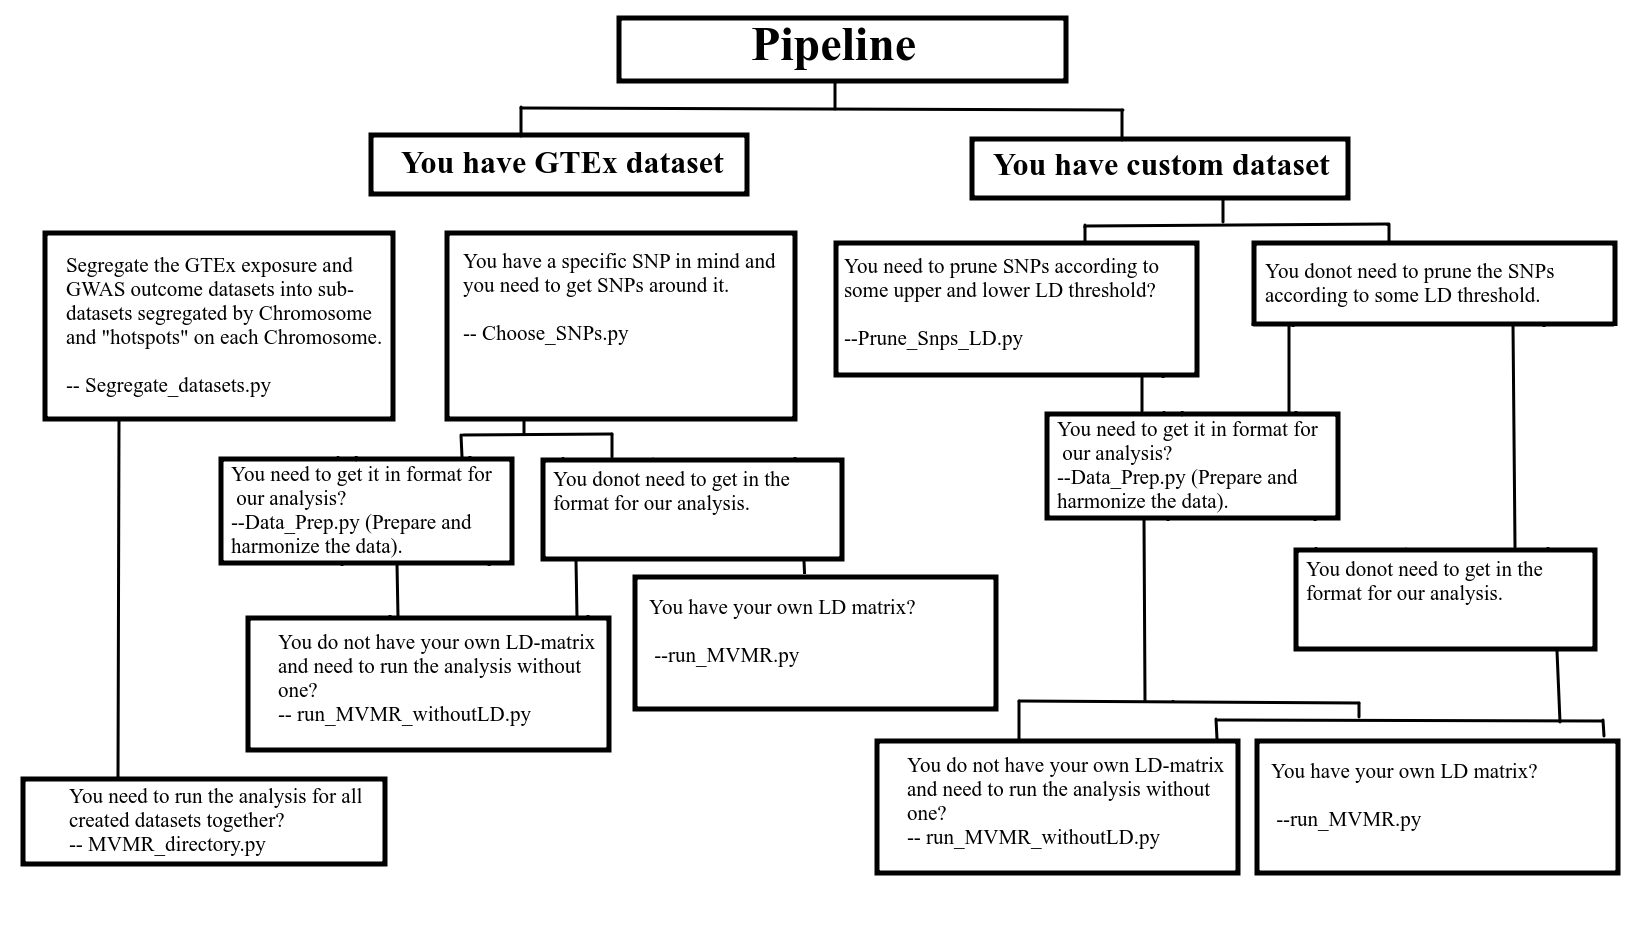 Pipeline
You have GTEx dataset
You have custom dataset
Segregate the GTEx exposure and
GWAS outcome datasets into sub-
datasets segregated by Chromosome
and "hotspots" on each Chromosome.
-- Segregate_datasets.py
You have a specific SNP in mind and
you need to get SNPs around it.
-- Choose_SNPs.py
You need to prune SNPs according to
some upper and lower LD threshold?
--Prune_Snps_LD.py
You donot need to prune the SNPs
according to some LD threshold.
You need to get it in format for
our analysis?
--Data_Prep.py (Prepare and
harmonize the data).
You donot need to get in the
format for our analysis.
You need to get it in format for
our analysis?
--Data_Prep.py (Prepare and
harmonize the data).
You donot need to get in the
format for our analysis.
You do not have your own LD-matrix
and need to run the analysis without
one?
-- run_MVMR_withoutLD.py
You have your own LD matrix?
--run_MVMR.py
You need to run the analysis for all
created datasets together?
-- MVMR_directory.py
You do not have your own LD-matrix
and need to run the analysis without
one?
-- run_MVMR_withoutLD.py
You have your own LD matrix?
--run_MVMR.py